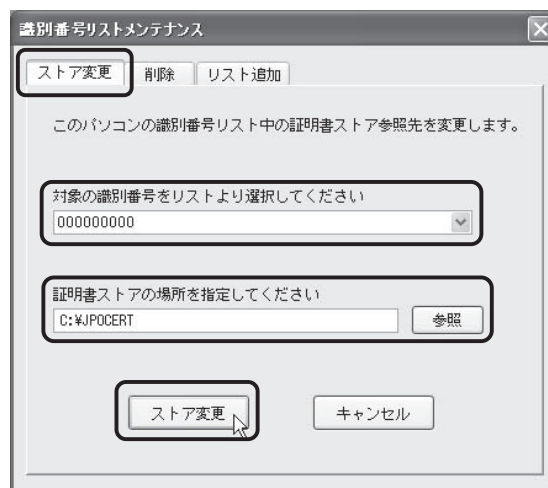 識別番号リストメンテナンス
ストア変更 削除 リスト追加
このパソコンの識別番号リスト中の証明書ストア参照先を変更します。
対象の識別番号をリストより選択してください
000000000
証明書ストアの場所を指定してください
C:¥JPOCERT 参照
ストア変更 キャンセル